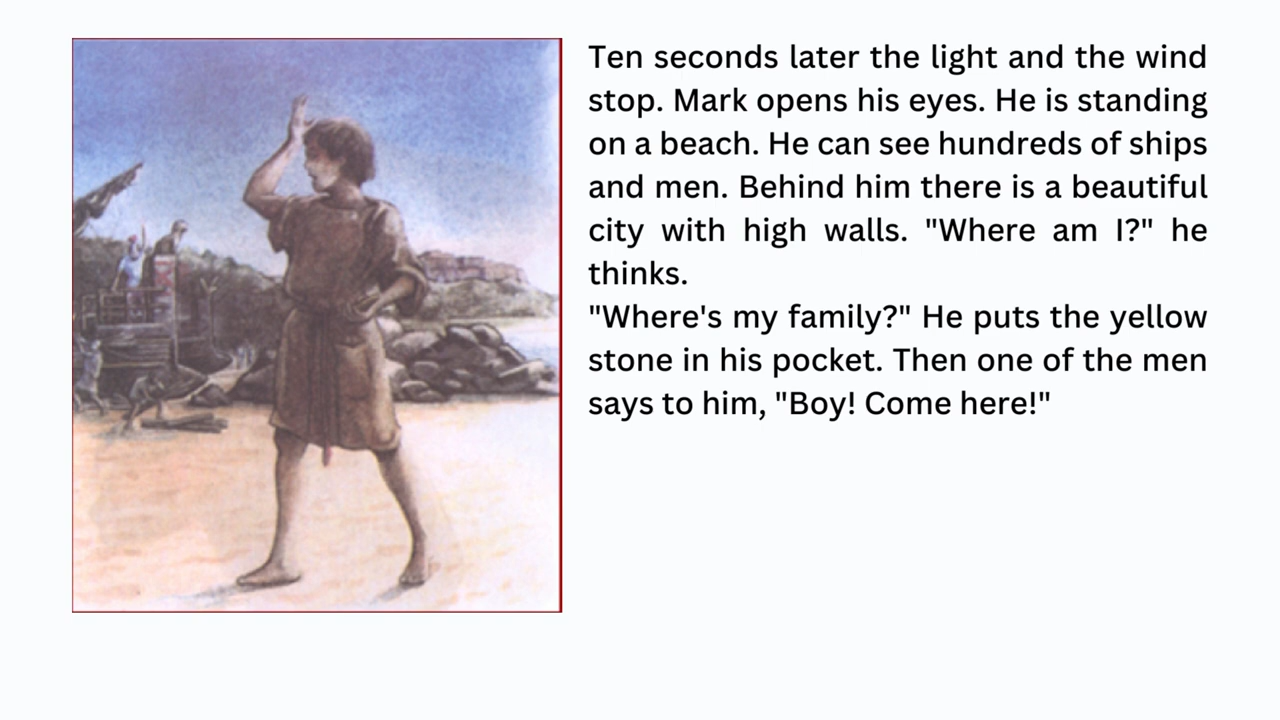 Ten seconds later the light and the wind
stop. Mark opens his eyes. He is standing
on a beach. He can see hundreds of ships
and men. Behind him there is a beautiful
city with high walls. "Where am I?" he
thinks.
"Where's my family?" He puts the yellow
stone in his pocket. Then one of the men
says to him, "Boy! Come here!"